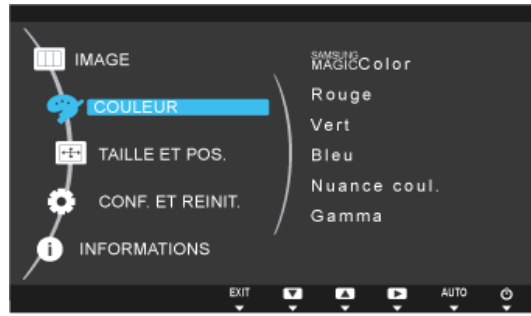 IMAGE
COULEUR
TAILLE ET POS.
CONF. ET REINIT.
INFORMATIONS
SAMSUNG
MAGICColor
Rouge
Vert
Bleu
Nuance coul.
Gamma
EXIT
AUTO